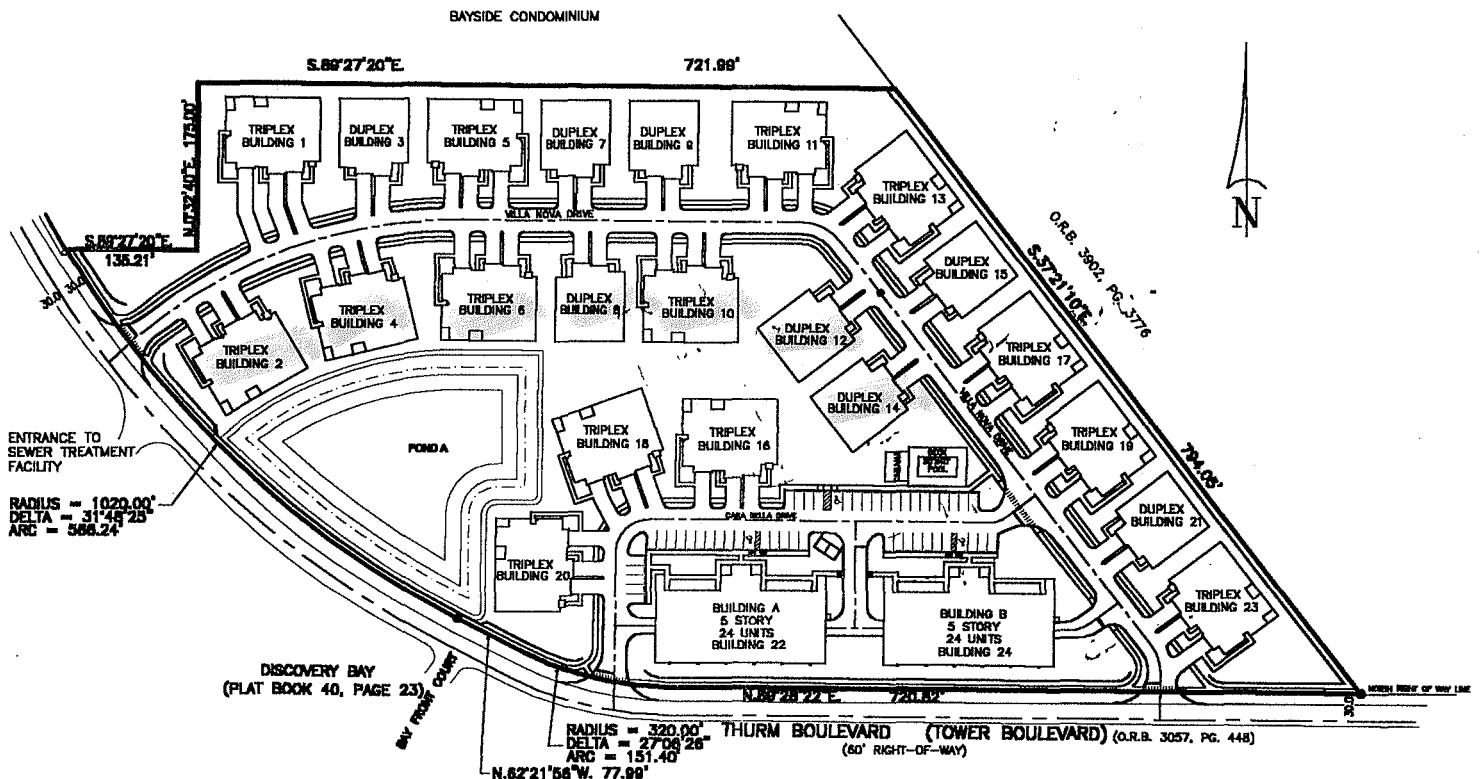 BAYSIDE CONDOMINIUM
S.89°27'20"E.
721.99'
N.0°32'40"E. 175.00'
S.89°27'20"E.
135.21'
30.0
30.0
TRIPLEX
BUILDING 1
DUPLEX
BUILDING 3
TRIPLEX
BUILDING 5
DUPLEX
BUILDING 7
DUPLEX
BUILDING 9
TRIPLEX
BUILDING 11
TRIPLEX
BUILDING 13
N
VILLA NOVA DRIVE
O.R.B. 3902, PG. 3776
S.37°21'10"E.
794.05'
DUPLEX
BUILDING 15
TRIPLEX
BUILDING 2
TRIPLEX
BUILDING 4
TRIPLEX
BUILDING 6
DUPLEX
BUILDING 8
TRIPLEX
BUILDING 10
DUPLEX
BUILDING 12
DUPLEX
BUILDING 14
TRIPLEX
BUILDING 17
VILLA NOVA DRIVE
TRIPLEX
BUILDING 19
TRIPLEX
BUILDING 18
TRIPLEX
BUILDING 16
POOL
POND A
ENTRANCE TO
SEWER TREATMENT
FACILITY
RADIUS = 1020.00'
DELTA = 31°48'25"
ARC = 566.24'
CARA BELLA DRIVE
DUPLEX
BUILDING 21
TRIPLEX
BUILDING 20
BUILDING A
5 STORY
24 UNITS
BUILDING 22
BUILDING B
5 STORY
24 UNITS
BUILDING 24
TRIPLEX
BUILDING 23
DISCOVERY BAY
(PLAT BOOK 40, PAGE 23)
BAY FRONT COURT
N.89°28'22"E.
720.82'
NORTH RIGHT OF WAY LINE
30.0
RADIUS = 320.00'
DELTA = 27°06'26"
ARC = 151.40'
N.62°21'56"W. 77.99'
THURM BOULEVARD (TOWER BOULEVARD) (O.R.B. 3057, PG. 448)
(60' RIGHT-OF-WAY)